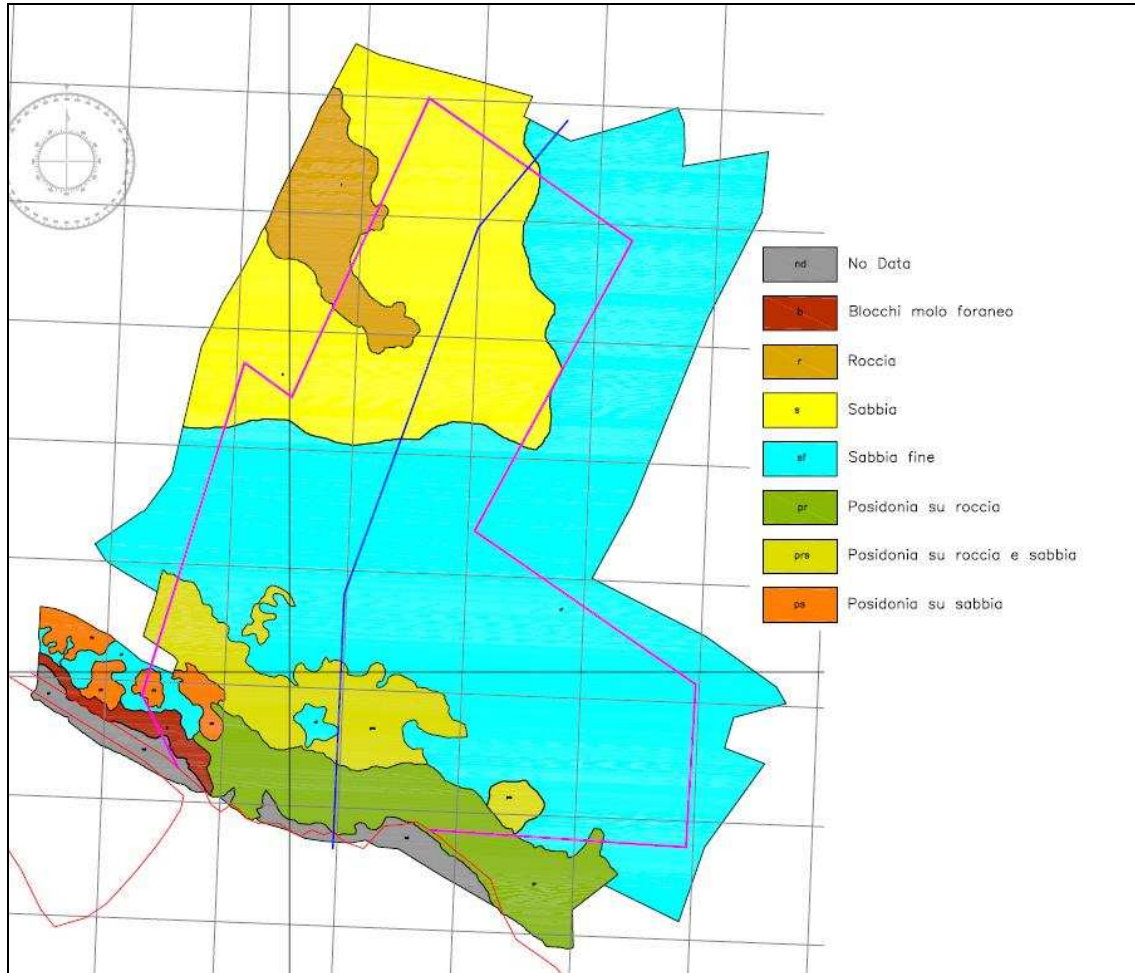 nd No Data
b Blocchi molo foraneo
r Roccia
s Sabbia
sf Sabbia fine
pr Posidonia su roccia
prs Posidonia su roccia e sabbia
ps Posidonia su sabbia